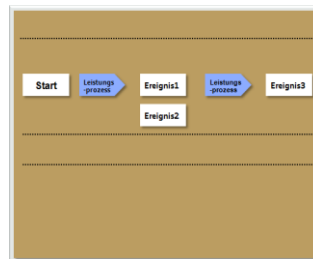 Start
Leistungs
-prozess
Ereignis1
Leistungs
-prozess
Ereignis3
Ereignis2